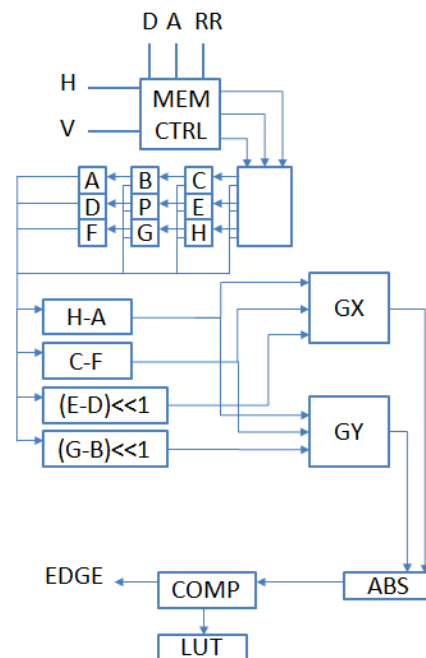 D A RR
H
MEM
V
CTRL
A B C
D P E
F G H
H-A
GX
C-F
(E-D)<<1
(G-B)<<1
GY
EDGE
COMP
ABS
LUT